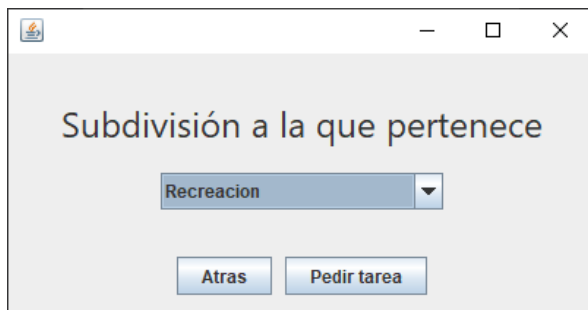 Subdivisión a la que pertenece
Recreacion
Atras Pedir tarea